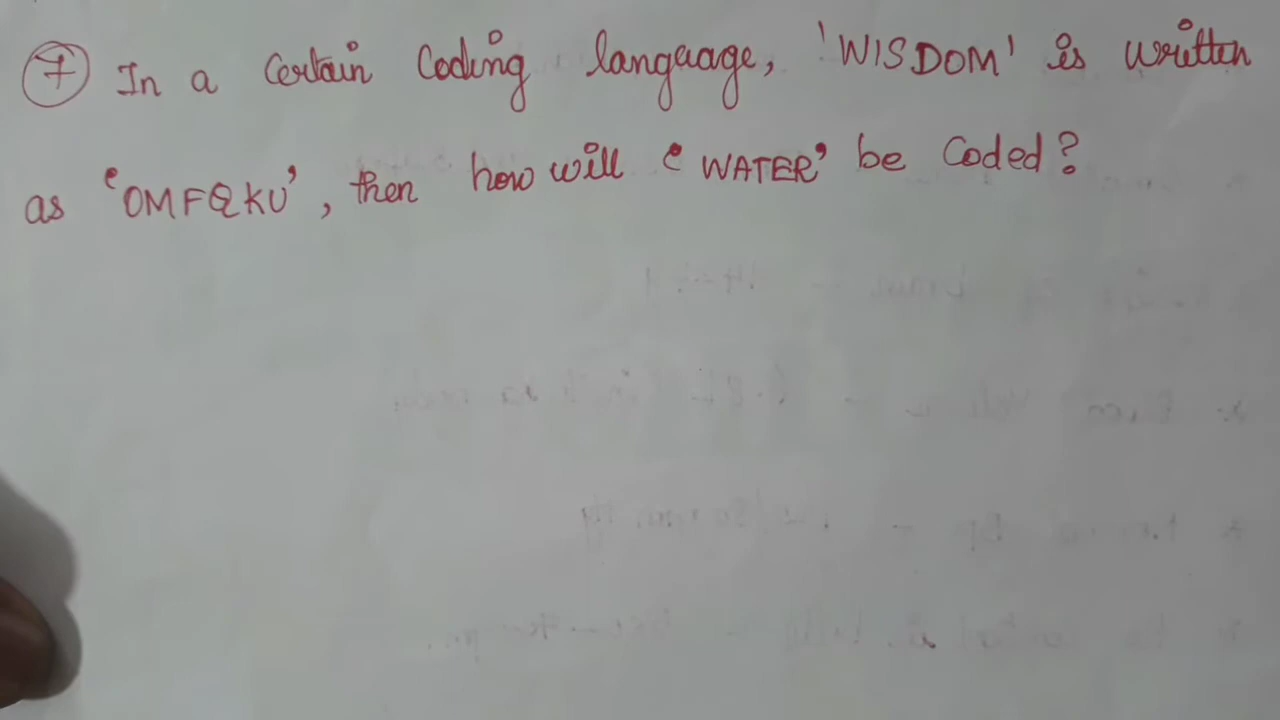 7 In a Certain Coding language, 'WISDOM' is written
as 'OMFQKU', then how will 'WATER' be Coded?